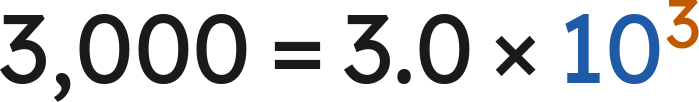 3,000 = 3.0 × 10³